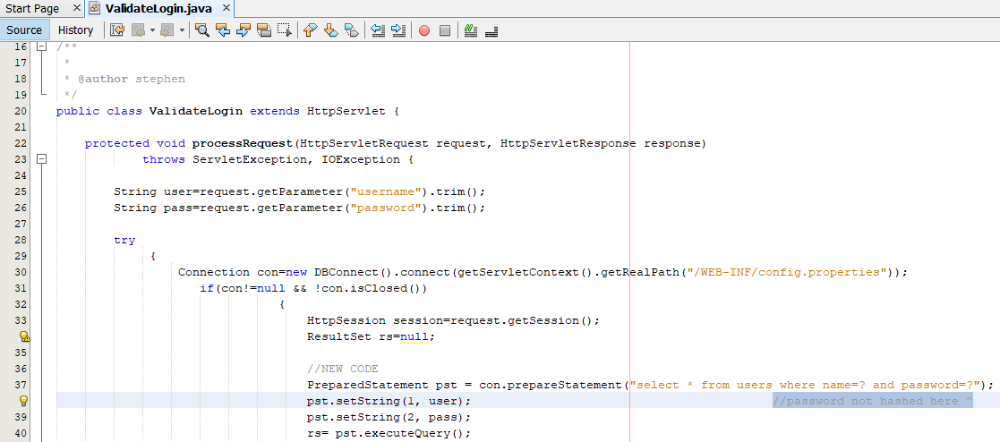 Start Page × ValidateLogin.java ×
Source History
16 /**
17 *
18 * @author stephen
19 */
20 public class ValidateLogin extends HttpServlet {
21
22 protected void processRequest(HttpServletRequest request, HttpServletResponse response)
23 throws ServletException, IOException {
24
25 String user=request.getParameter("username").trim();
26 String pass=request.getParameter("password").trim();
27
28 try
29 {
30 Connection con=new DBConnect().connect(getServletContext().getRealPath("/WEB-INF/config.properties"));
31 if(con!=null && !con.isClosed())
32 {
33 HttpSession session=request.getSession();
ResultSet rs=null;
35
36 //NEW CODE
37 PreparedStatement pst = con.prepareStatement("select * from users where name=? and password=?");
pst.setString(1, user); //password not hashed here ^
39 pst.setString(2, pass);
40 rs= pst.executeQuery();